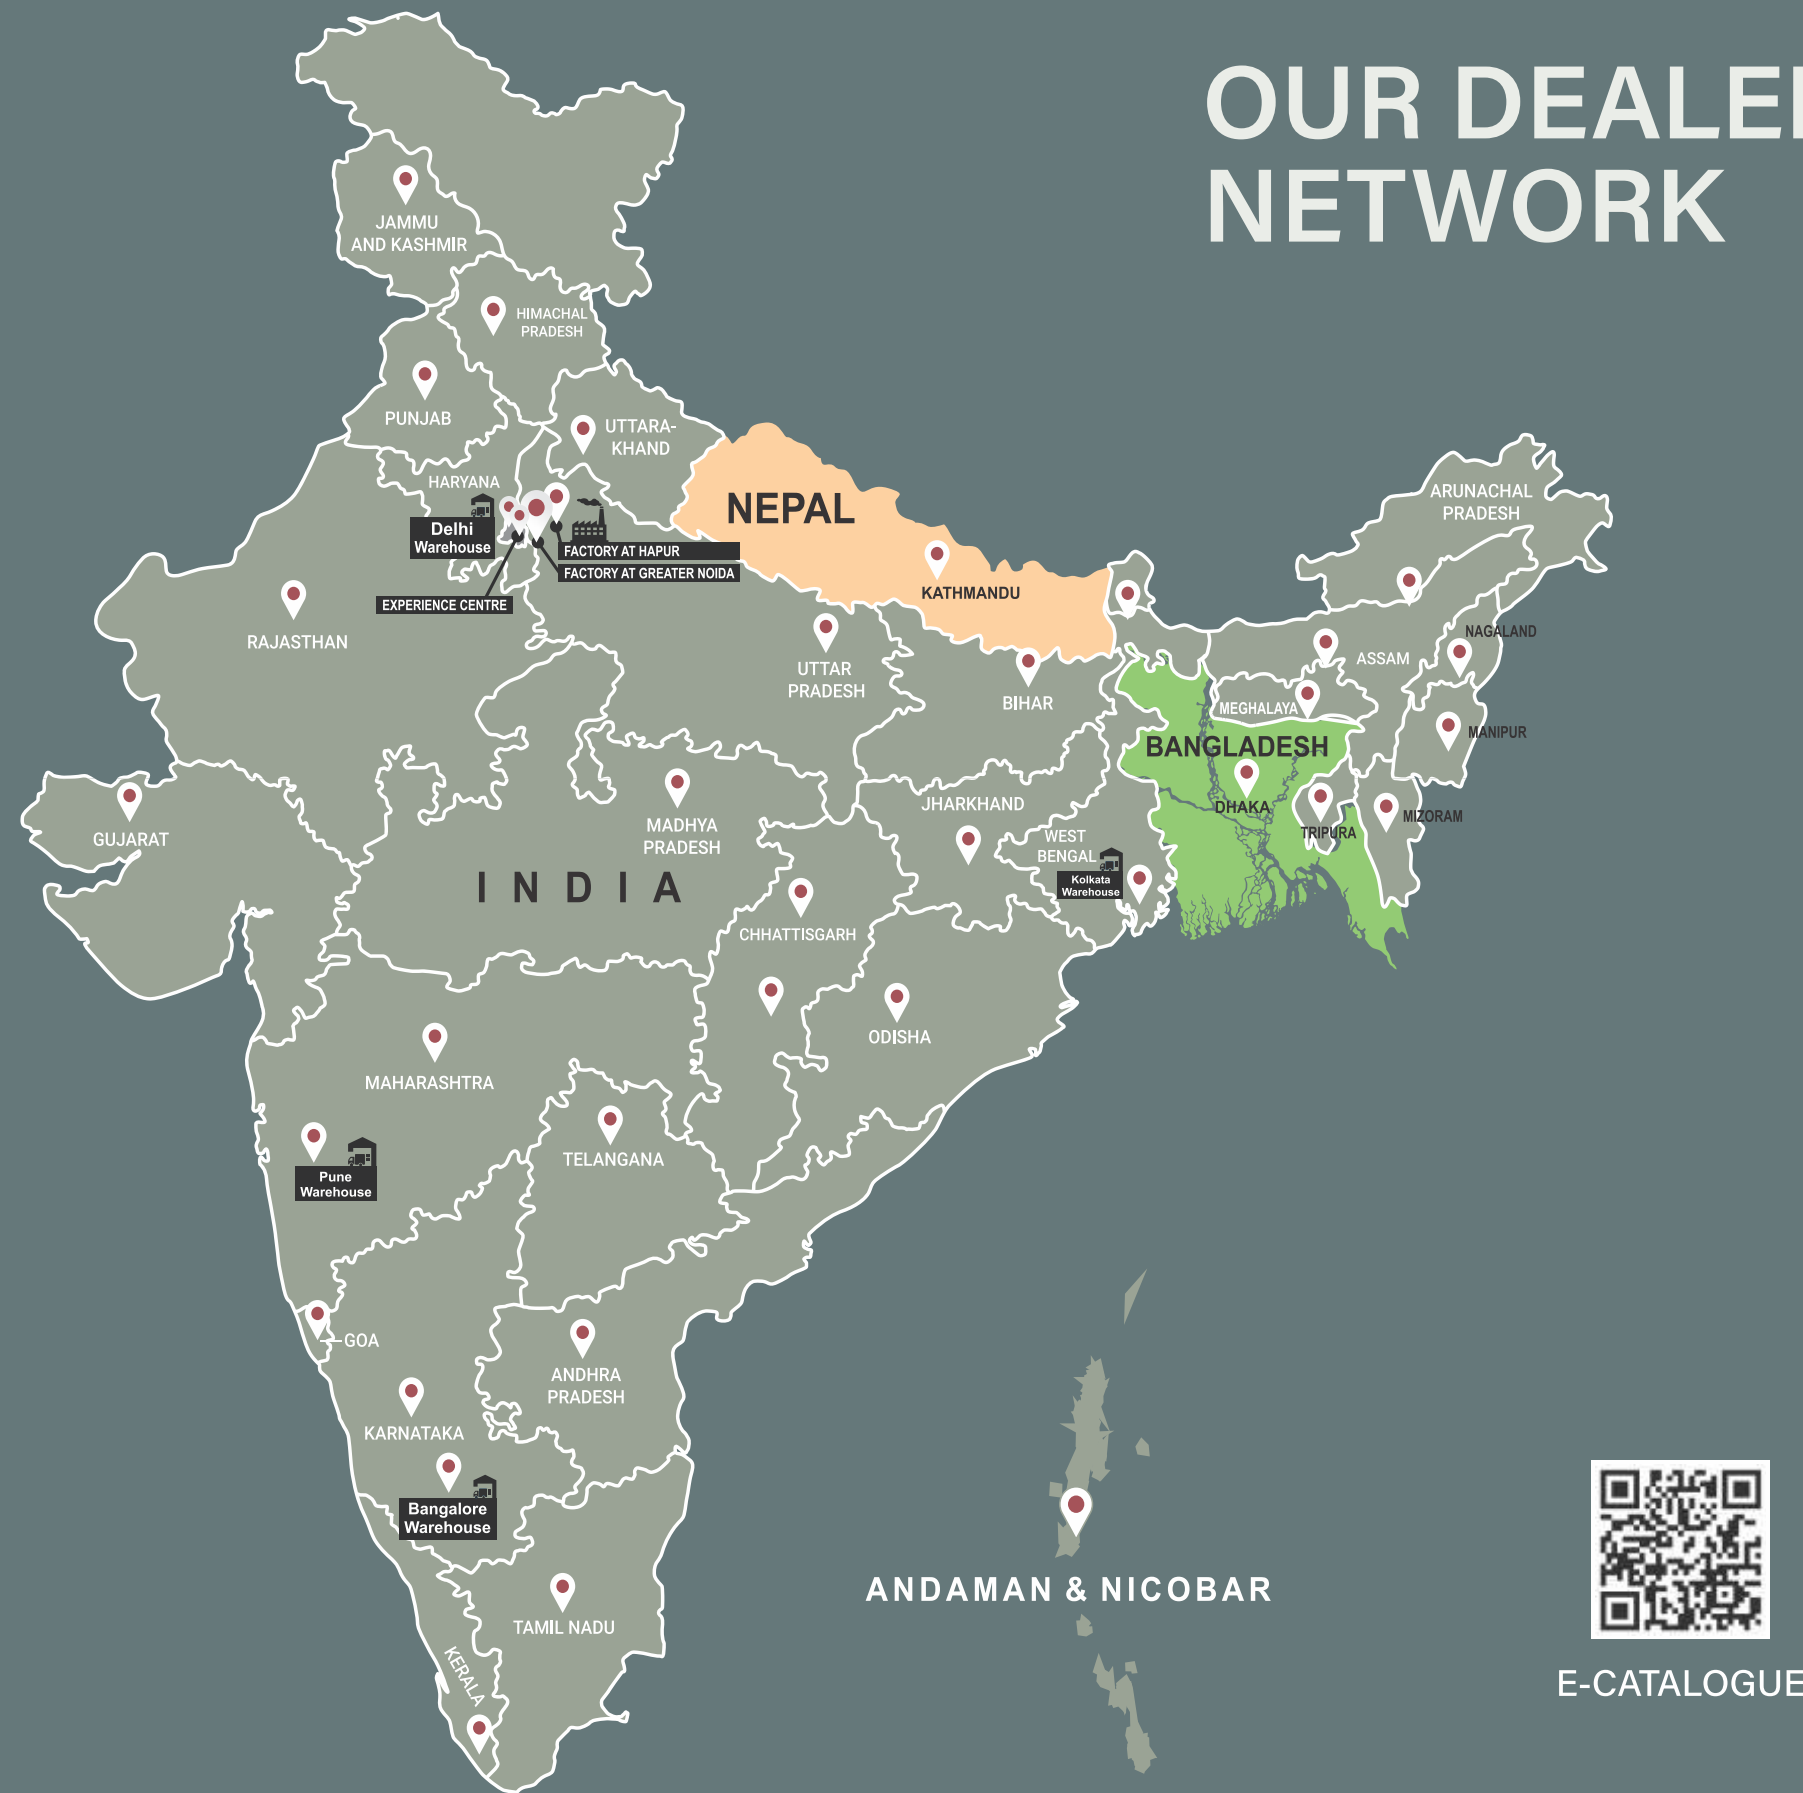 OUR DEALE
NETWORK
JAMMU
AND KASHMIR
HIMACHAL
PRADESH
PUNJAB
UTTARA-
KHAND
HARYANA
Delhi
Warehouse
FACTORY AT HAPUR
FACTORY AT GREATER NOIDA
EXPERIENCE CENTRE
NEPAL
KATHMANDU
ARUNACHAL
PRADESH
RAJASTHAN
UTTAR
PRADESH
BIHAR
NAGALAND
ASSAM
MEGHALAYA
MANIPUR
BANGLADESH
DHAKA
TRIPURA
MIZORAM
GUJARAT
MADHYA
PRADESH
JHARKHAND
WEST
BENGAL
Kolkata
Warehouse
INDIA
CHHATTISGARH
ODISHA
MAHARASHTRA
TELANGANA
Pune
Warehouse
GOA
ANDHRA
PRADESH
KARNATAKA
Bangalore
Warehouse
TAMIL NADU
KERALA
ANDAMAN & NICOBAR
E-CATALOGUE